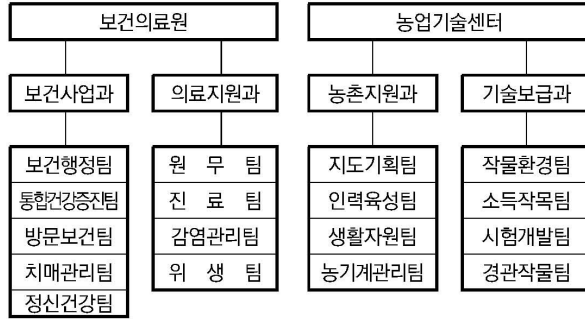 보건의료원
농업기술센터
보건사업과
의료지원과
농촌지원과
기술보급과
보건행정팀
통합건강증진팀
방문보건팀
치매관리팀
정신건강팀
원 무 팀
진 료 팀
감염관리팀
위 생 팀
지도기획팀
인력육성팀
생활자원팀
농기계관리팀
작물환경팀
소득작목팀
시험개발팀
경관작물팀